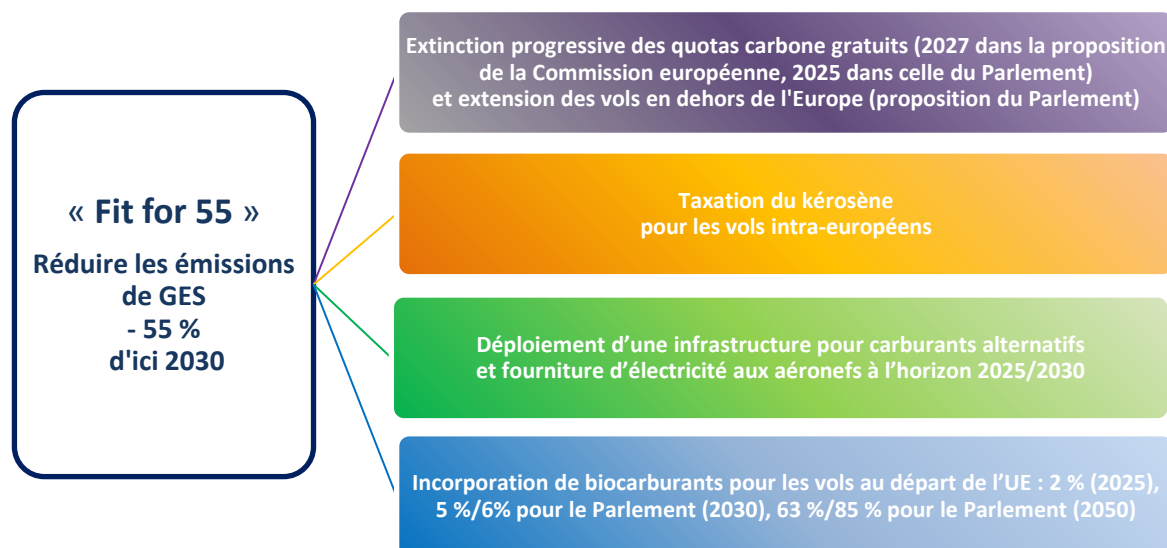 « Fit for 55 »
Réduire les émissions
de GES
- 55 %
d'ici 2030
Extinction progressive des quotas carbone gratuits (2027 dans la proposition
de la Commission européenne, 2025 dans celle du Parlement)
et extension des vols en dehors de l'Europe (proposition du Parlement)
Taxation du kérosène
pour les vols intra-européens
Déploiement d’une infrastructure pour carburants alternatifs
et fourniture d’électricité aux aéronefs à l’horizon 2025/2030
Incorporation de biocarburants pour les vols au départ de l’UE : 2 % (2025),
5 %/6% pour le Parlement (2030), 63 %/85 % pour le Parlement (2050)